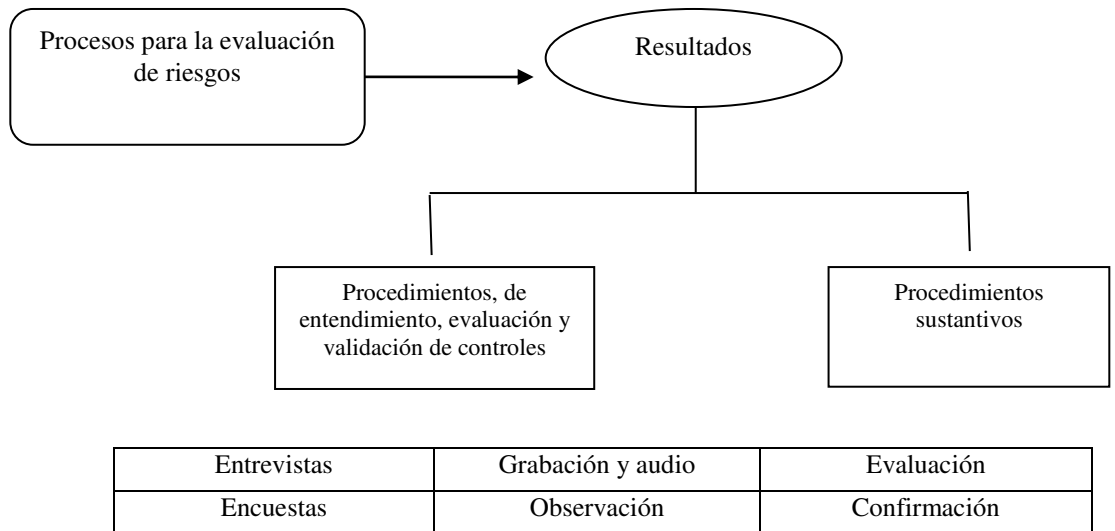 Procesos para la evaluación
de riesgos
Resultados
Procedimientos, de
entendimiento, evaluación y
validación de controles
Procedimientos
sustantivos
Entrevistas Grabación y audio Evaluación
Encuestas Observación Confirmación